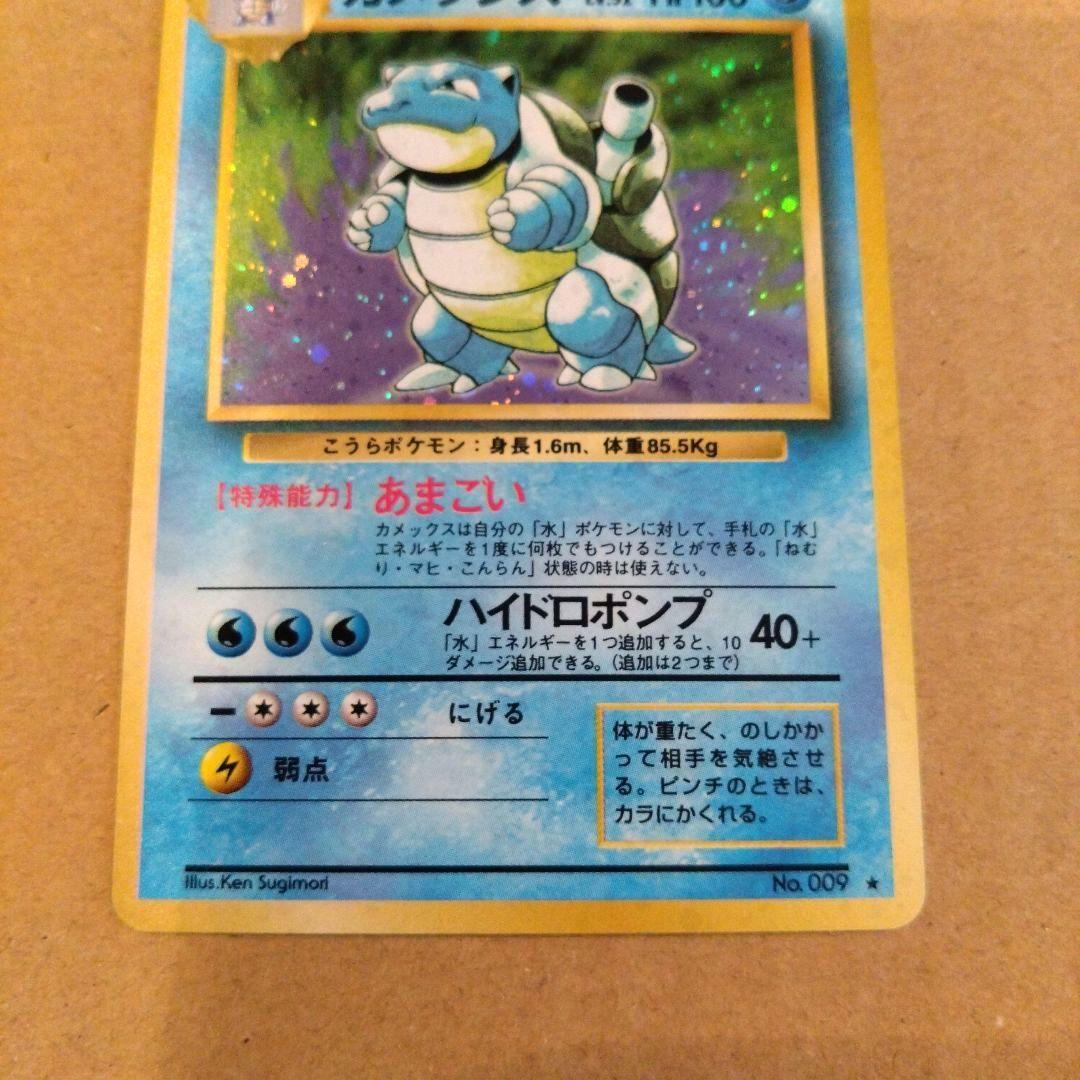 こうらポケモン：身長1.6m、体重85.5Kg
【特殊能力】 あまごい
カメックスは自分の「水」ポケモンに対して、手札の「水」
エネルギーを1度に何枚でもつけることができる。「ねむ
り・マヒ・こんらん」状態の時は使えない。
ハイドロポンプ 40+
「水」エネルギーを1つ追加すると、10
ダメージ追加できる。（追加は2つまで）
にげる
弱点
体が重たく、のしかか
って相手を気絶させ
る。ピンチのときは、
カラにかくれる。
Illus.Ken Sugimori No. 009 ★